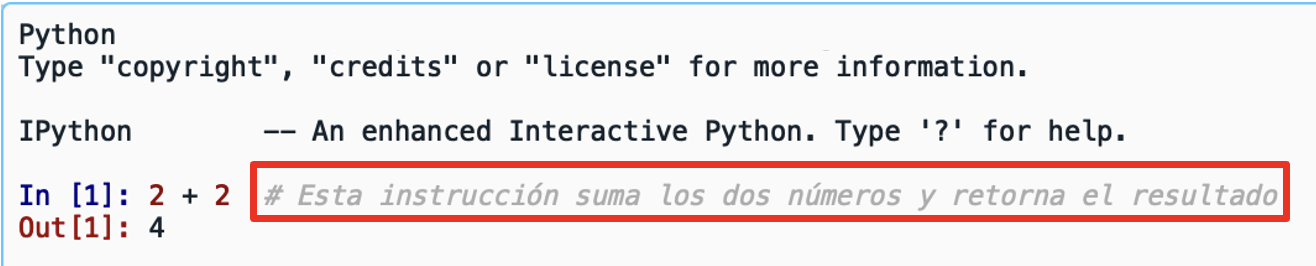 Python
Type "copyright", "credits" or "license" for more information.
IPython -- An enhanced Interactive Python. Type '?' for help.
In [1]: 2 + 2 # Esta instrucción suma los dos números y retorna el resultado
Out[1]: 4